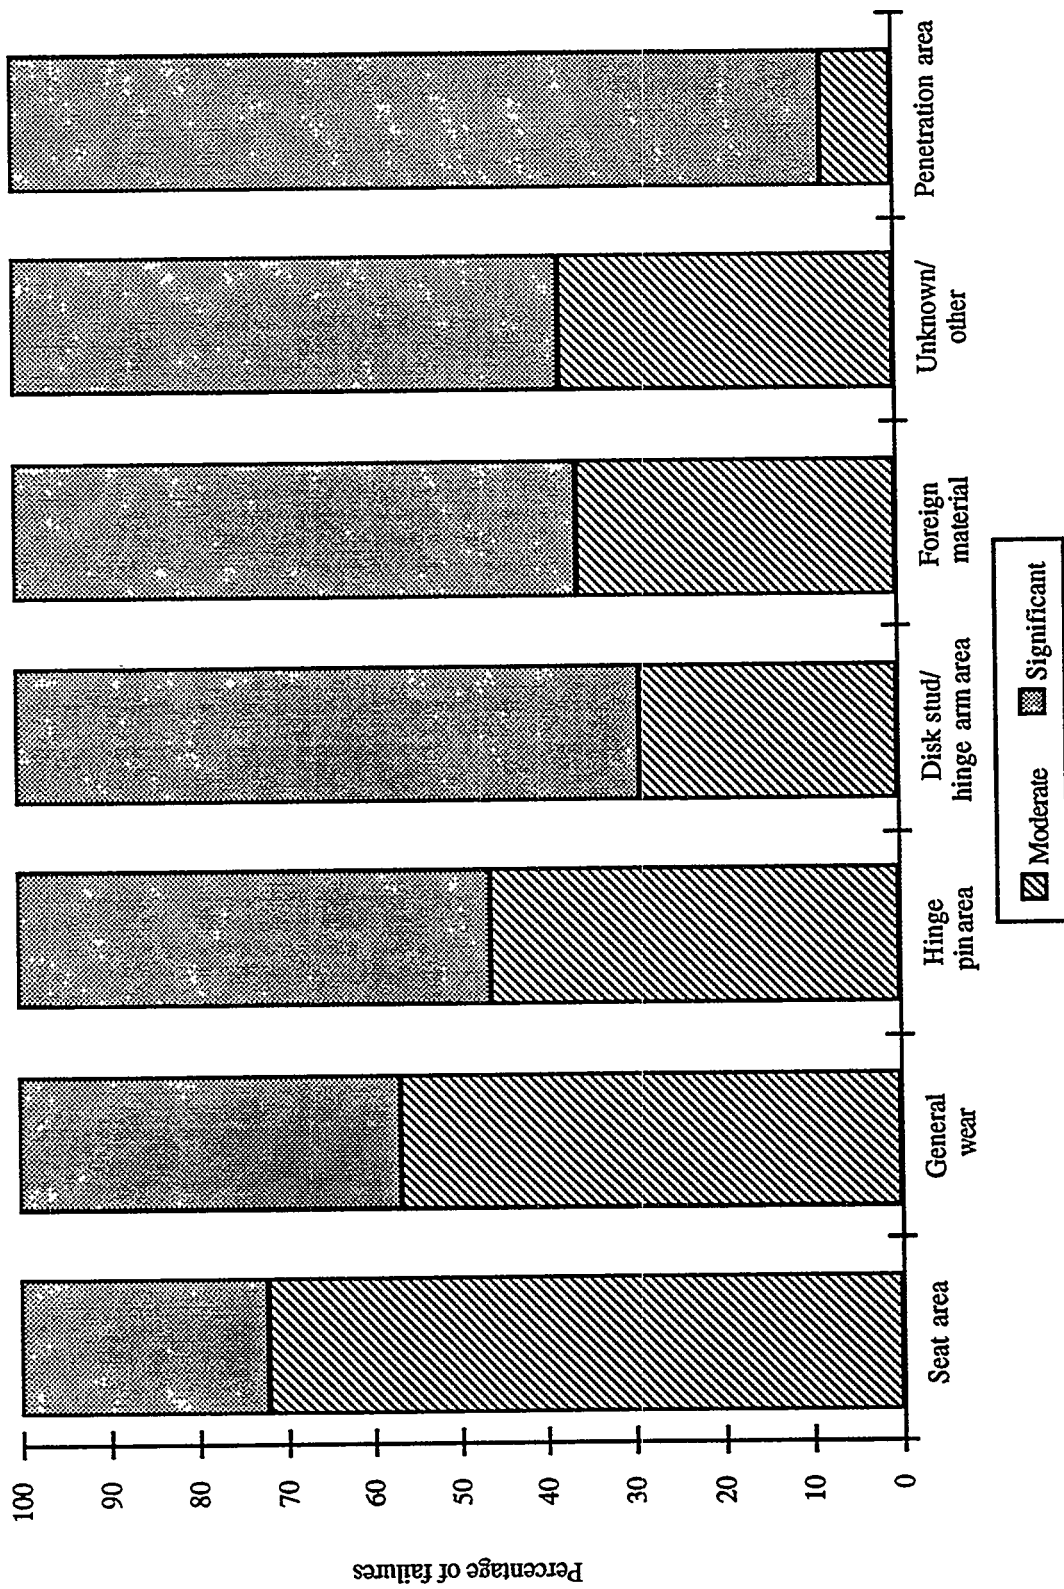 Percentage of failures
100
90
80
70
60
50
40
30
20
10
0
Seat area
General
wear
Hinge
pin area
Disk stud/
hinge arm area
Foreign
material
Unknown/
other
Penetration area
Moderate
Significant